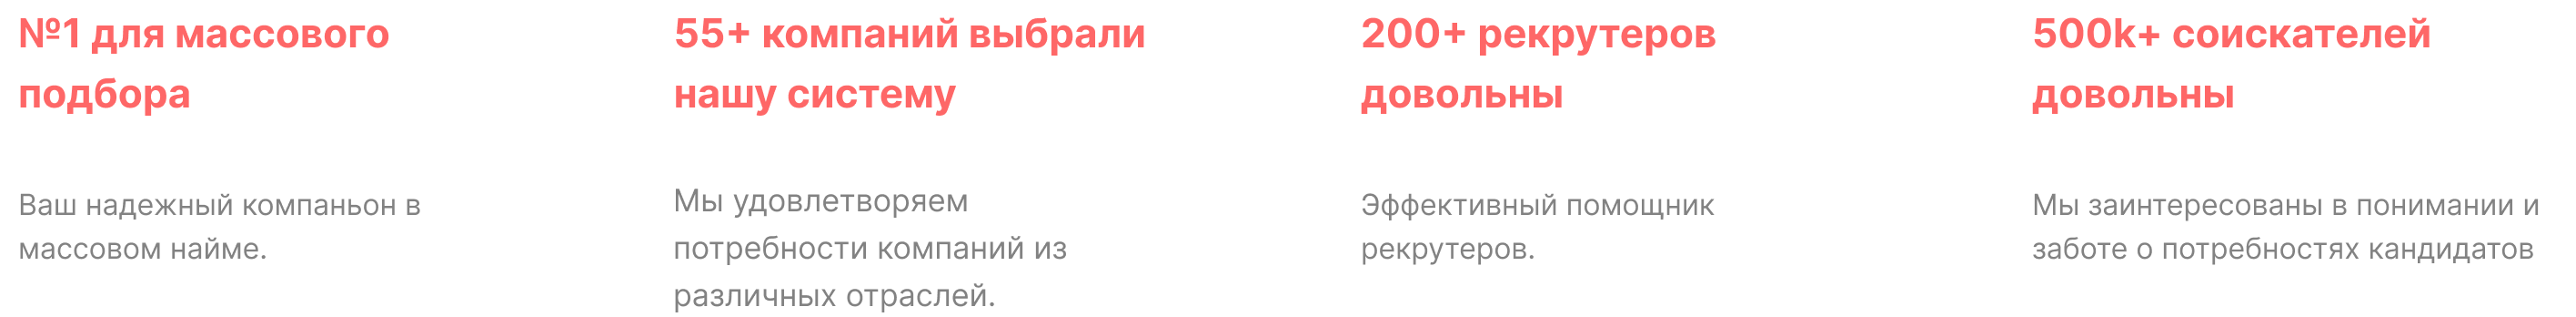 №1 для массового
подбора
Ваш надежный компаньон в
массовом найме.
55+ компаний выбрали
нашу систему
Мы удовлетворяем
потребности компаний из
различных отраслей.
200+ рекрутеров
довольны
Эффективный помощник
рекрутеров.
500k+ соискателей
довольны
Мы заинтересованы в понимании и
заботе о потребностях кандидатов